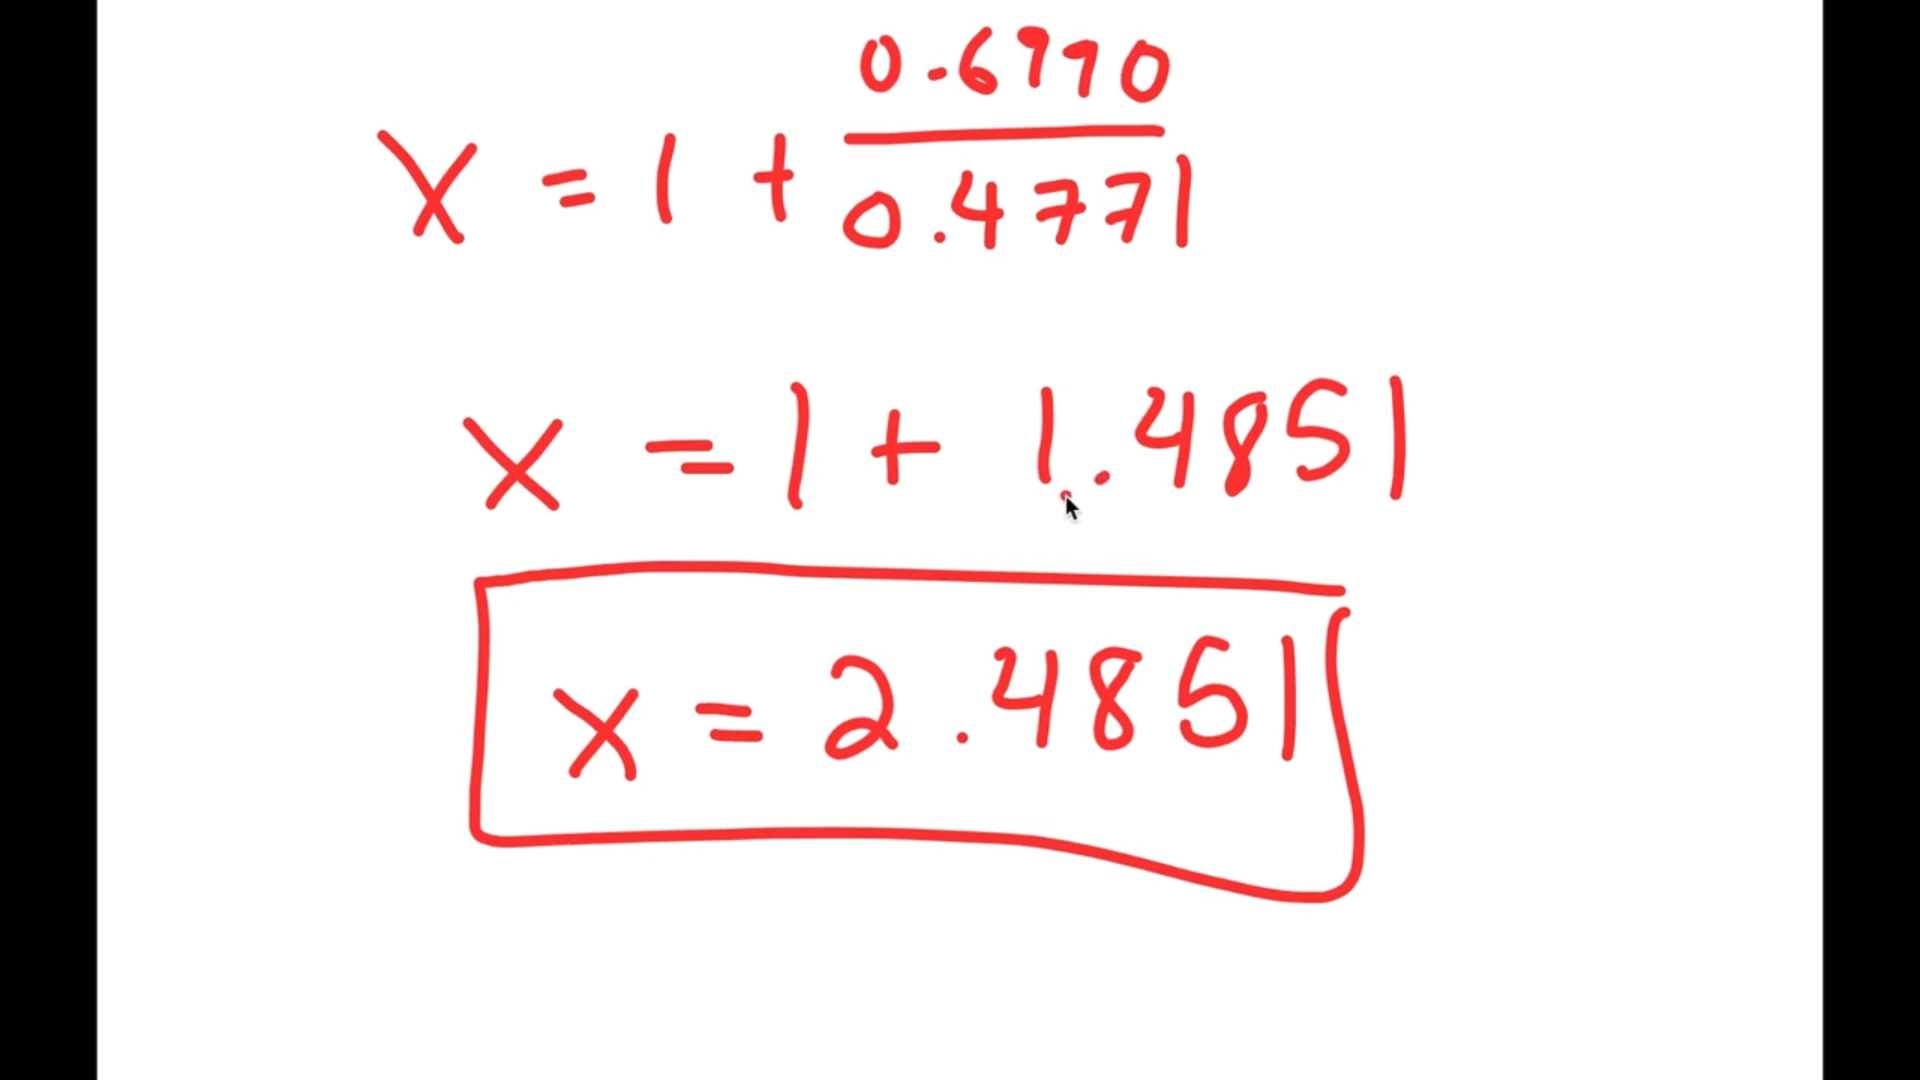 x = 1 + 0.6990/0.4771
x = 1 + 1.4851
x = 2.4851